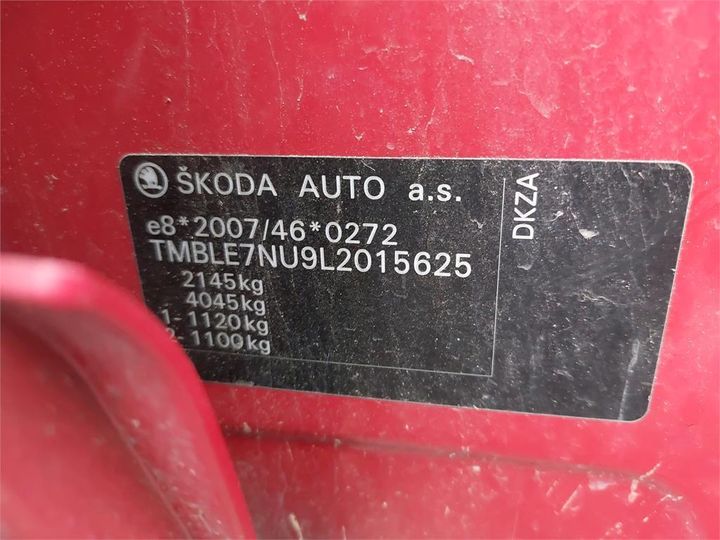 ŠKODA AUTO a.s.
e8*2007/46*0272
TMBLE7NU9L2015625
2145kg
4045kg
1-1120kg
2-1100kg
DKZA